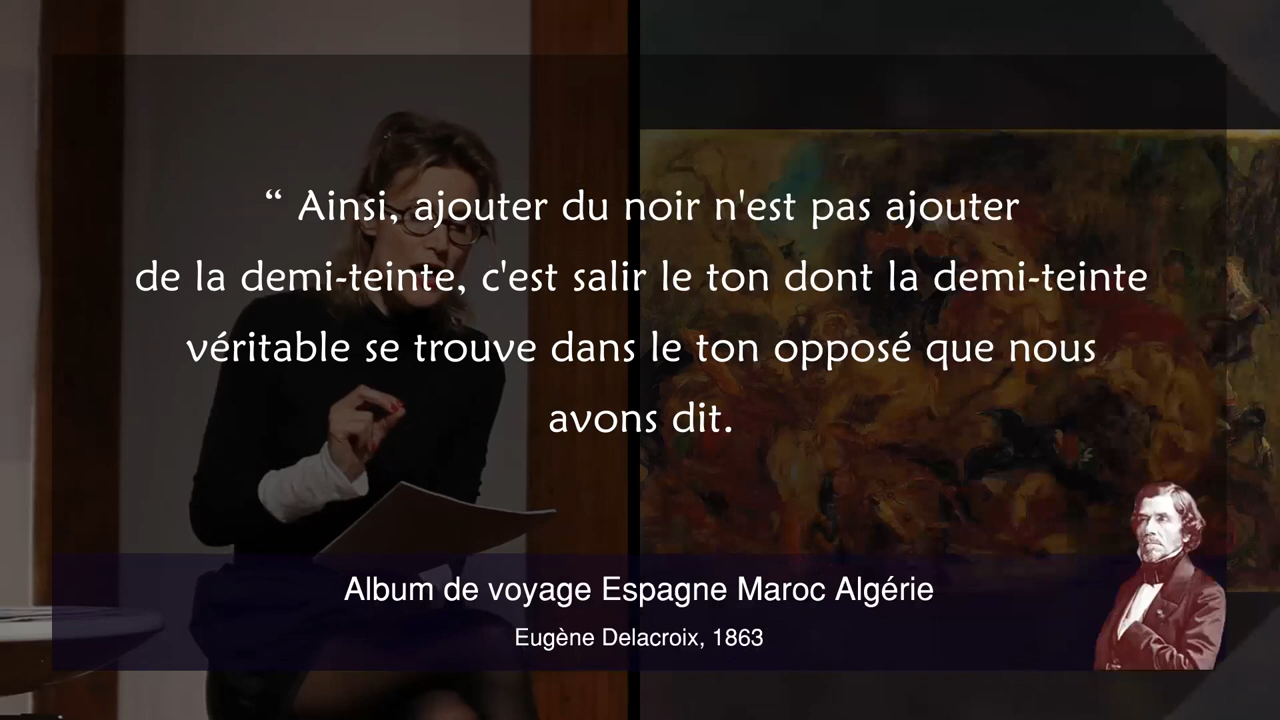 “ Ainsi, ajouter du noir n'est pas ajouter
de la demi-teinte, c'est salir le ton dont la demi-teinte
véritable se trouve dans le ton opposé que nous
avons dit.
Album de voyage Espagne Maroc Algérie
Eugène Delacroix, 1863